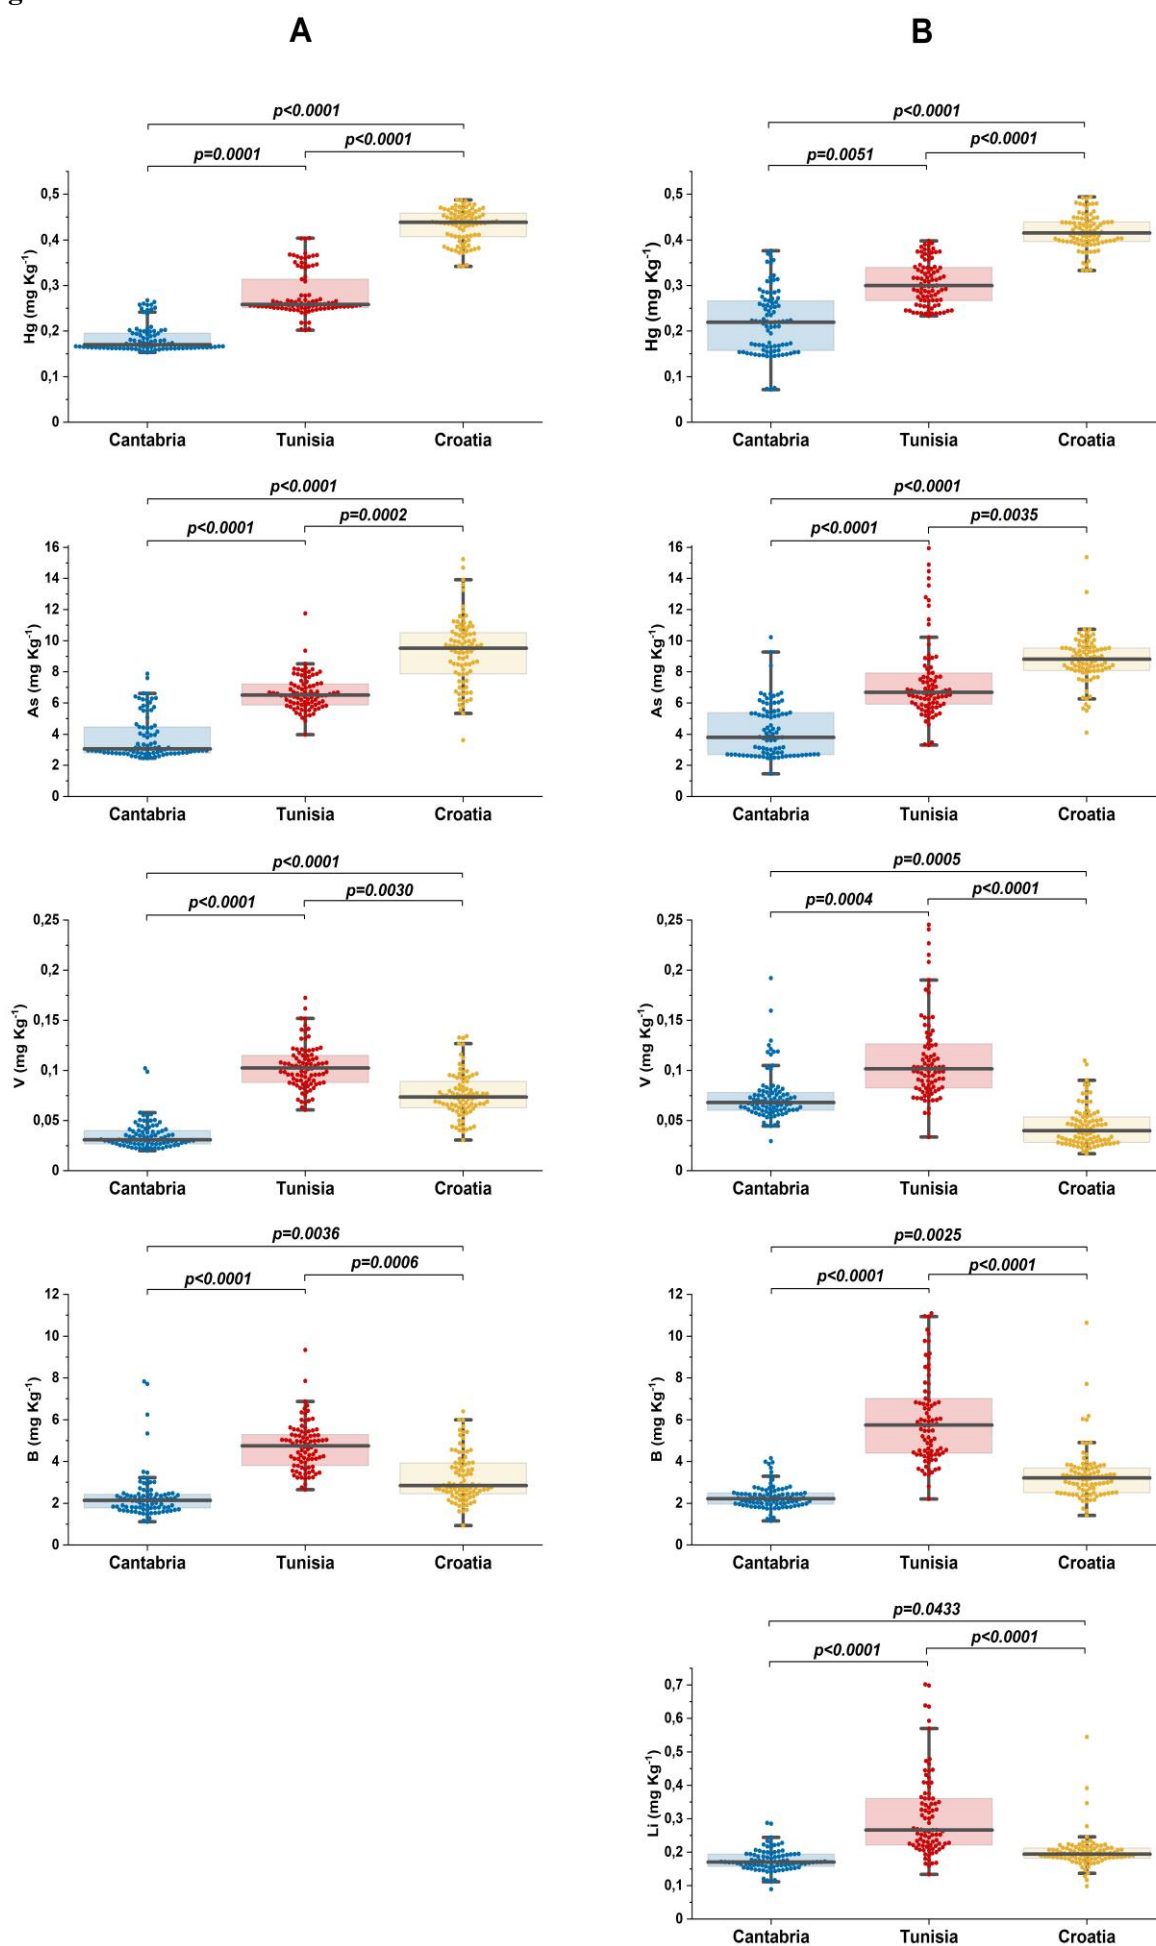 g
A
B
p<0.0001
p=0.0001
p<0.0001
Hg (mg Kg-1)
0,5
0,4
0,3
0,2
0,1
0
Cantabria Tunisia Croatia
p<0.0001
p=0.0051
p<0.0001
Hg (mg Kg-1)
0,5
0,4
0,3
0,2
0,1
0
Cantabria Tunisia Croatia
p<0.0001
p<0.0001
p=0.0002
As (mg Kg-1)
16
14
12
10
8
6
4
2
0
Cantabria Tunisia Croatia
p<0.0001
p<0.0001
p=0.0035
As (mg Kg-1)
16
14
12
10
8
6
4
2
0
Cantabria Tunisia Croatia
p<0.0001
p<0.0001
p=0.0030
V (mg Kg-1)
0,25
0,2
0,15
0,1
0,05
0
Cantabria Tunisia Croatia
p=0.0005
p=0.0004
p<0.0001
V (mg Kg-1)
0,25
0,2
0,15
0,1
0,05
0
Cantabria Tunisia Croatia
p=0.0036
p<0.0001
p=0.0006
B (mg Kg-1)
12
10
8
6
4
2
0
Cantabria Tunisia Croatia
p=0.0025
p<0.0001
p<0.0001
B (mg Kg-1)
12
10
8
6
4
2
0
Cantabria Tunisia Croatia
p=0.0433
p<0.0001
p<0.0001
Li (mg Kg-1)
0,7
0,6
0,5
0,4
0,3
0,2
0,1
0
Cantabria Tunisia Croatia